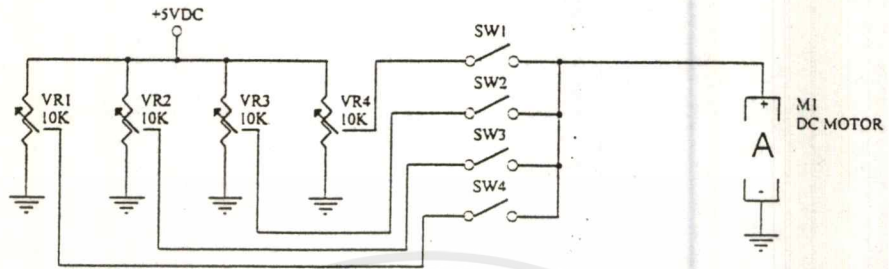 +5VDC
SW1
SW2
SW3
SW4
VR1
10K
VR2
10K
VR3
10K
VR4
10K
M1
DC MOTOR
+
A
-